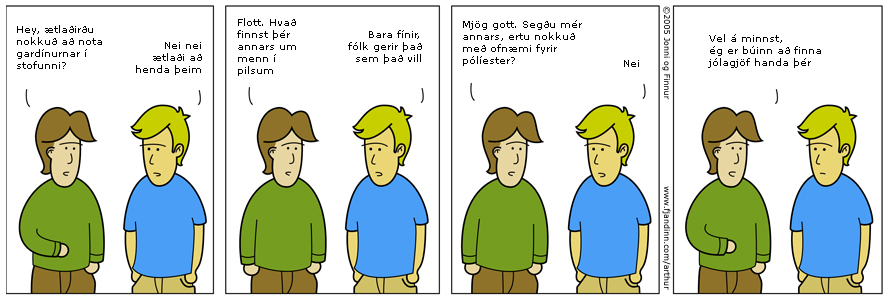 Hey, ætlaðirðu
nokkuð að nota
gardínurnar í
stofunni?
Nei nei
ætlaði að
henda þeim
Flott. Hvað
finnst þér
annars um
menn í
pilsum
Bara fínir,
fólk gerir það
sem það vill
Mjög gott. Segðu mér
annars, ertu nokkuð
með ofnæmi fyrir
pólíester?
Nei
©2005 Jonni og Finnur
www.fjandinn.com/arthur
Vel á minnst,
ég er búinn að finna
jólagjöf handa þér